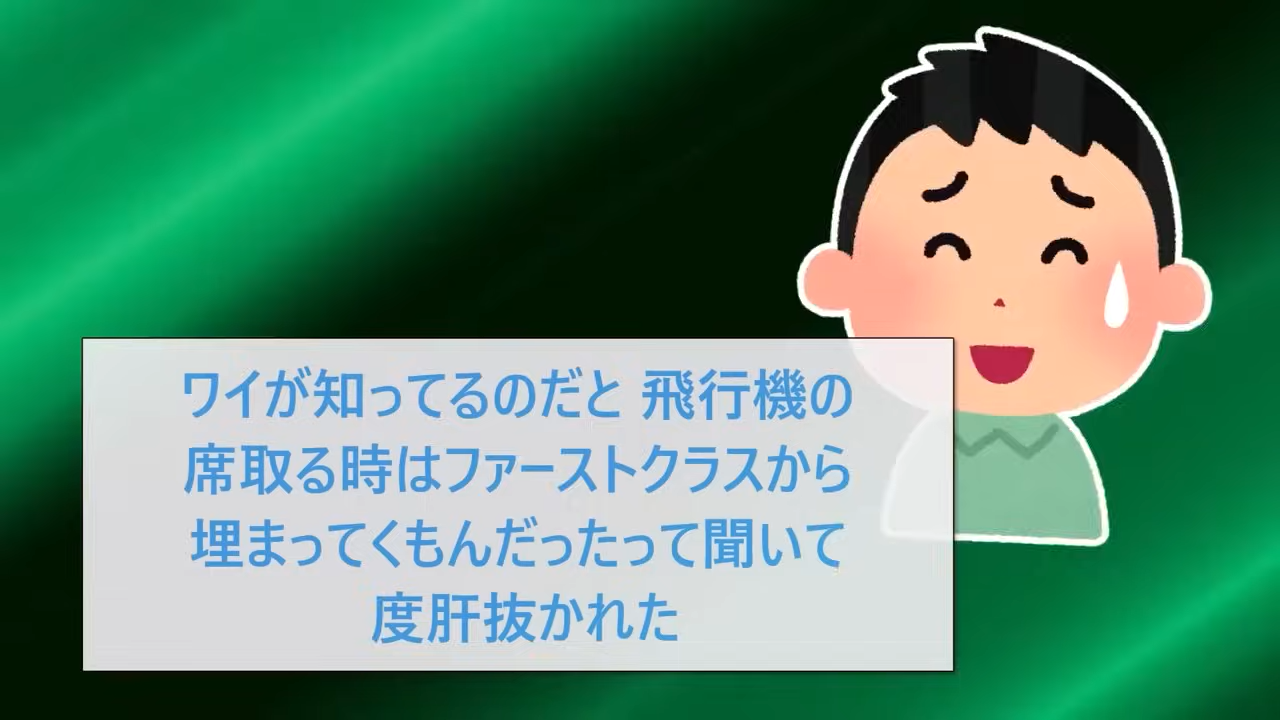 ワイが知ってるのだと 飛行機の
席取る時はファーストクラスから
埋まってくもんだったって聞いて
度肝抜かれた